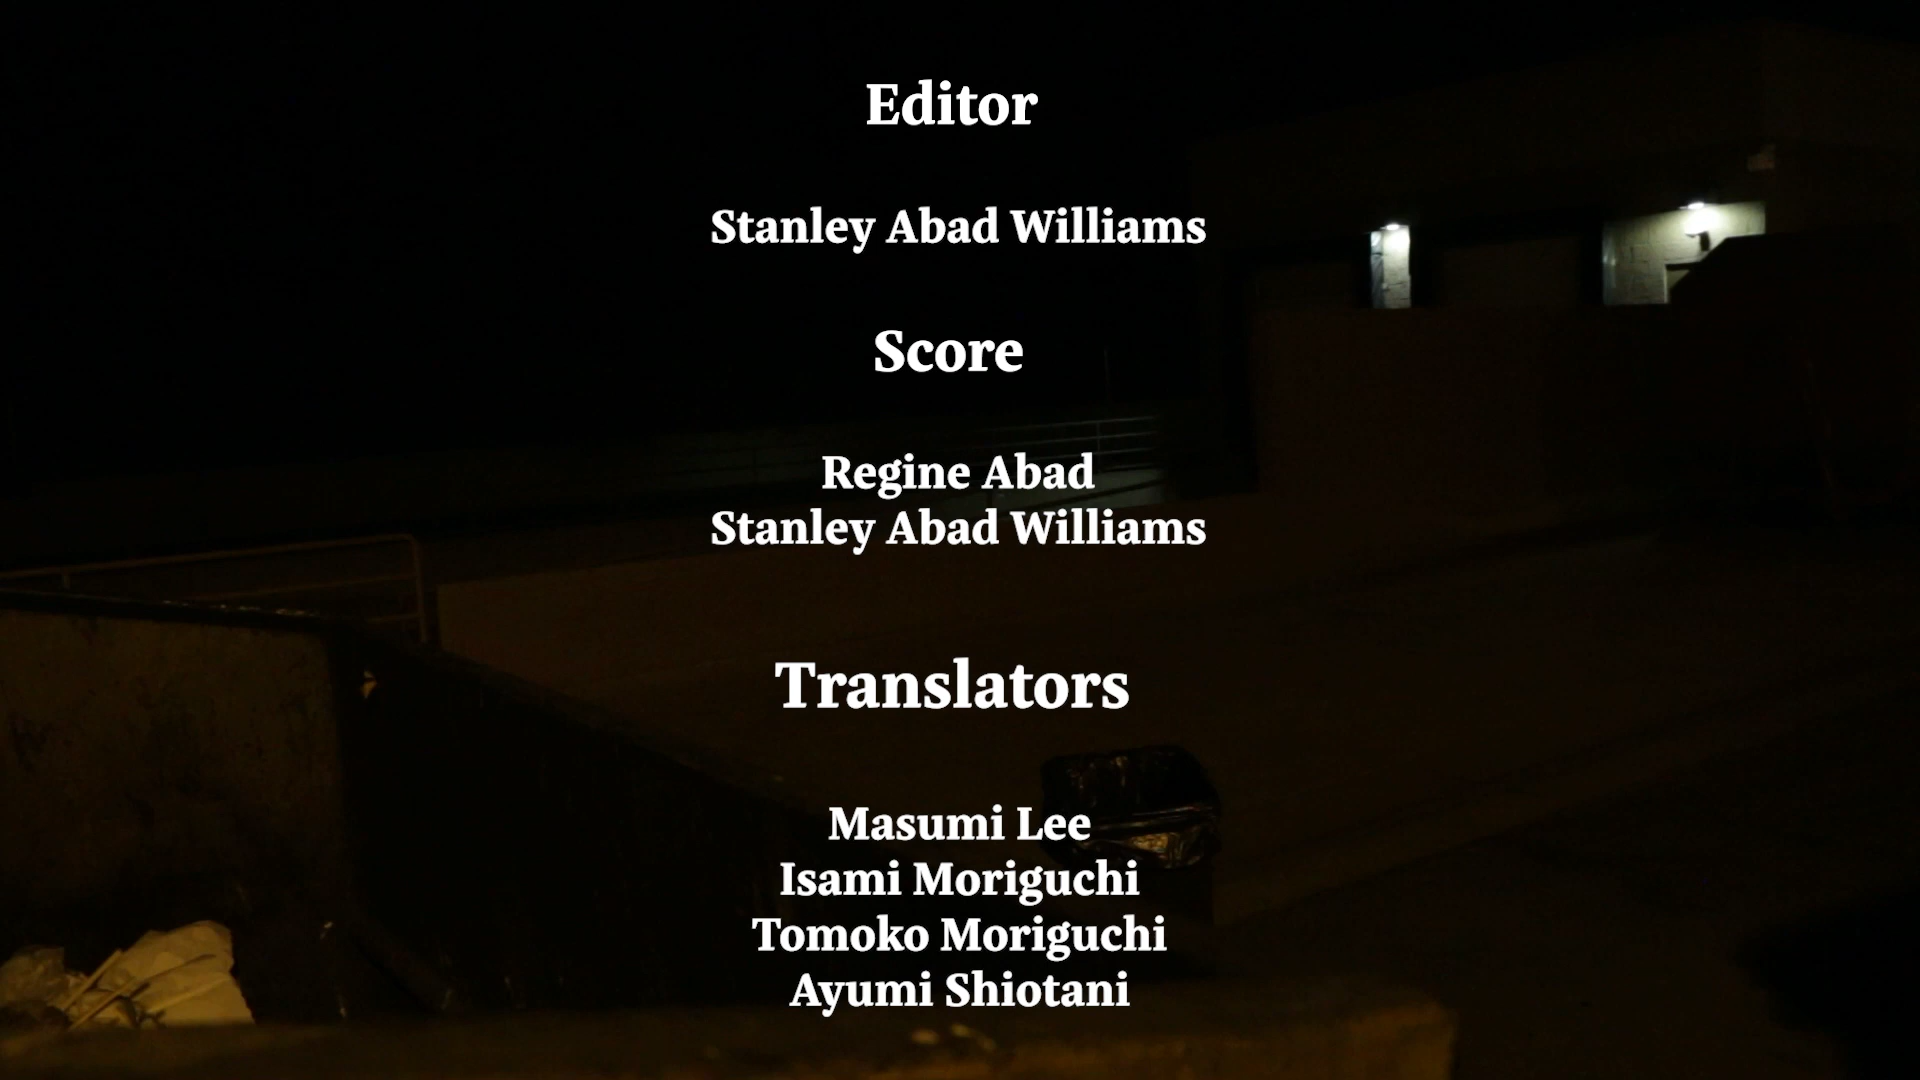 Editor
Stanley Abad Williams
Score
Regine Abad
Stanley Abad Williams
Translators
Masumi Lee
Isami Moriguchi
Tomoko Moriguchi
Ayumi Shiotani